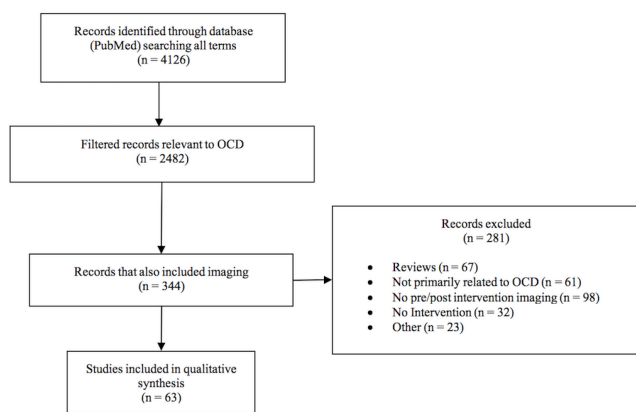 Records identified through database
(PubMed) searching all terms
(n = 4126)
Filtered records relevant to OCD
(n = 2482)
Records excluded
(n = 281)
• Reviews (n = 67)
• Not primarily related to OCD (n = 61)
• No pre/post intervention imaging (n = 98)
• No Intervention (n = 32)
• Other (n = 23)
Records that also included imaging
(n = 344)
Studies included in qualitative
synthesis
(n = 63)